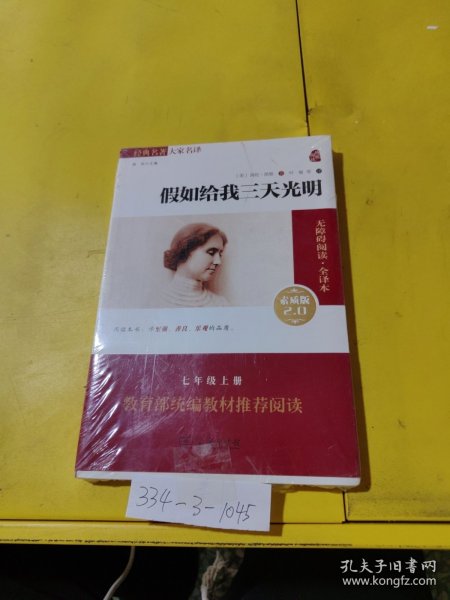 经典名著 大家名译
假如给我三天光明
无障碍阅读·全译本
素质版
2.0
七年级上册
教育部统编教材推荐阅读
334-3-1045
孔夫子旧书网
www.kongfz.com